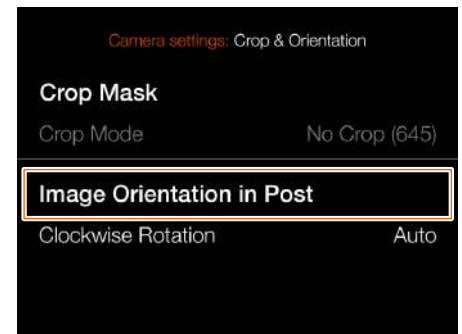 Camera settings: Crop & Orientation
Crop Mask
Crop Mode No Crop (645)
Image Orientation in Post
Clockwise Rotation Auto